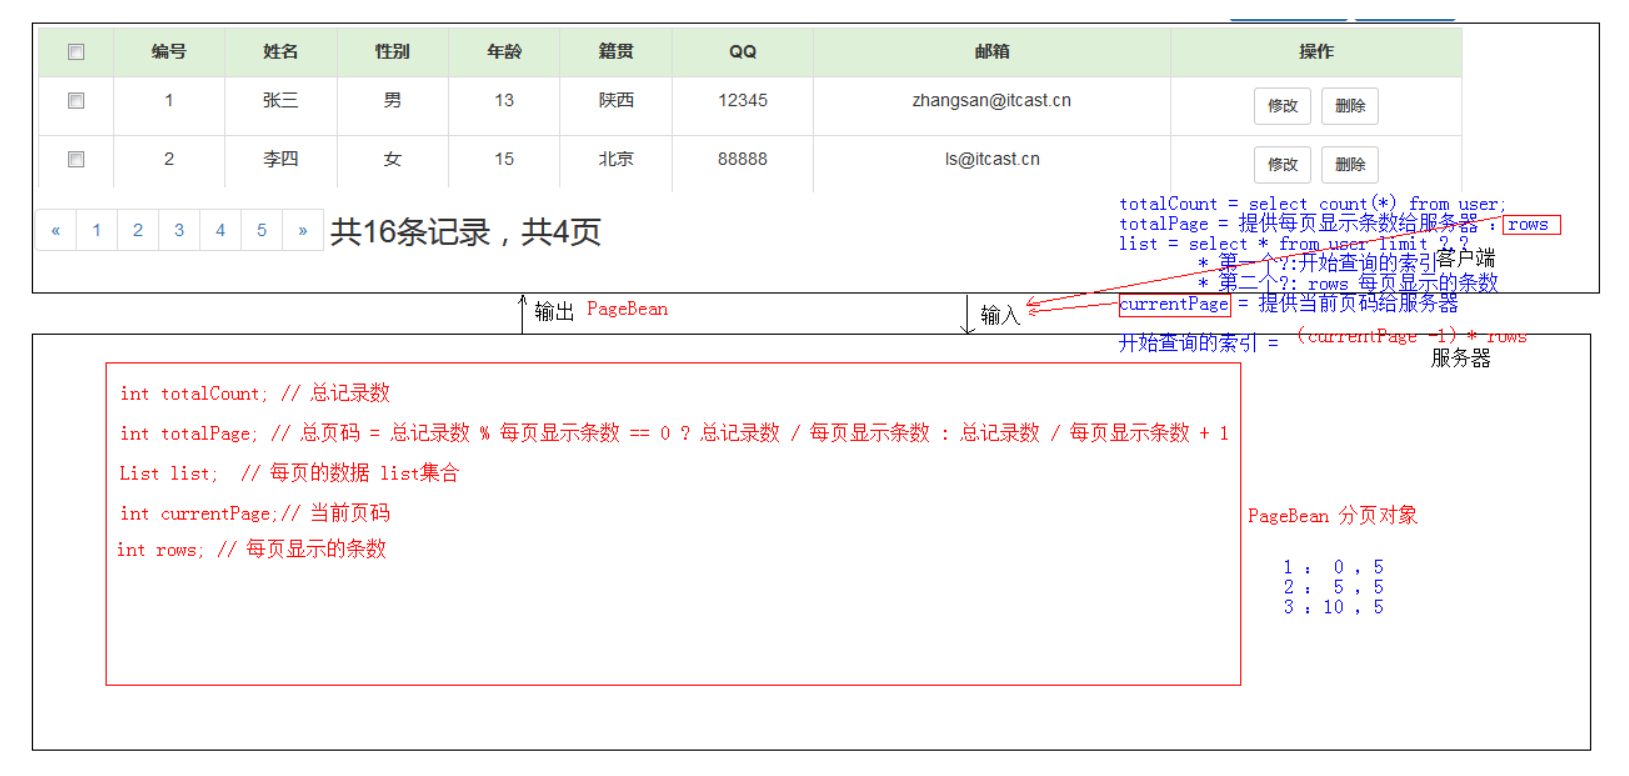 编号 姓名 性别 年龄 籍贯 QQ 邮箱 操作
1 张三 男 13 陕西 12345 zhangsan@itcast.cn 修改 删除
2 李四 女 15 北京 88888 ls@itcast.cn 修改 删除
« 1 2 3 4 5 » 共16条记录，共4页
totalCount = select count(*) from user;
totalPage = 提供每页显示条数给服务器 : rows
list = select * from user limit ?,?
* 第一个?:开始查询的索引
客户端
* 第二个?: rows 每页显示的条数
currentPage = 提供当前页码给服务器
输出 PageBean
输入
开始查询的索引 = (currentPage -1) * rows
服务器
int totalCount; // 总记录数
int totalPage; // 总页码 = 总记录数 % 每页显示条数 == 0 ? 总记录数 / 每页显示条数 : 总记录数 / 每页显示条数 + 1
List list; // 每页的数据 list集合
int currentPage;// 当前页码
int rows; // 每页显示的条数
PageBean 分页对象
1 : 0 , 5
2 : 5 , 5
3 : 10 , 5